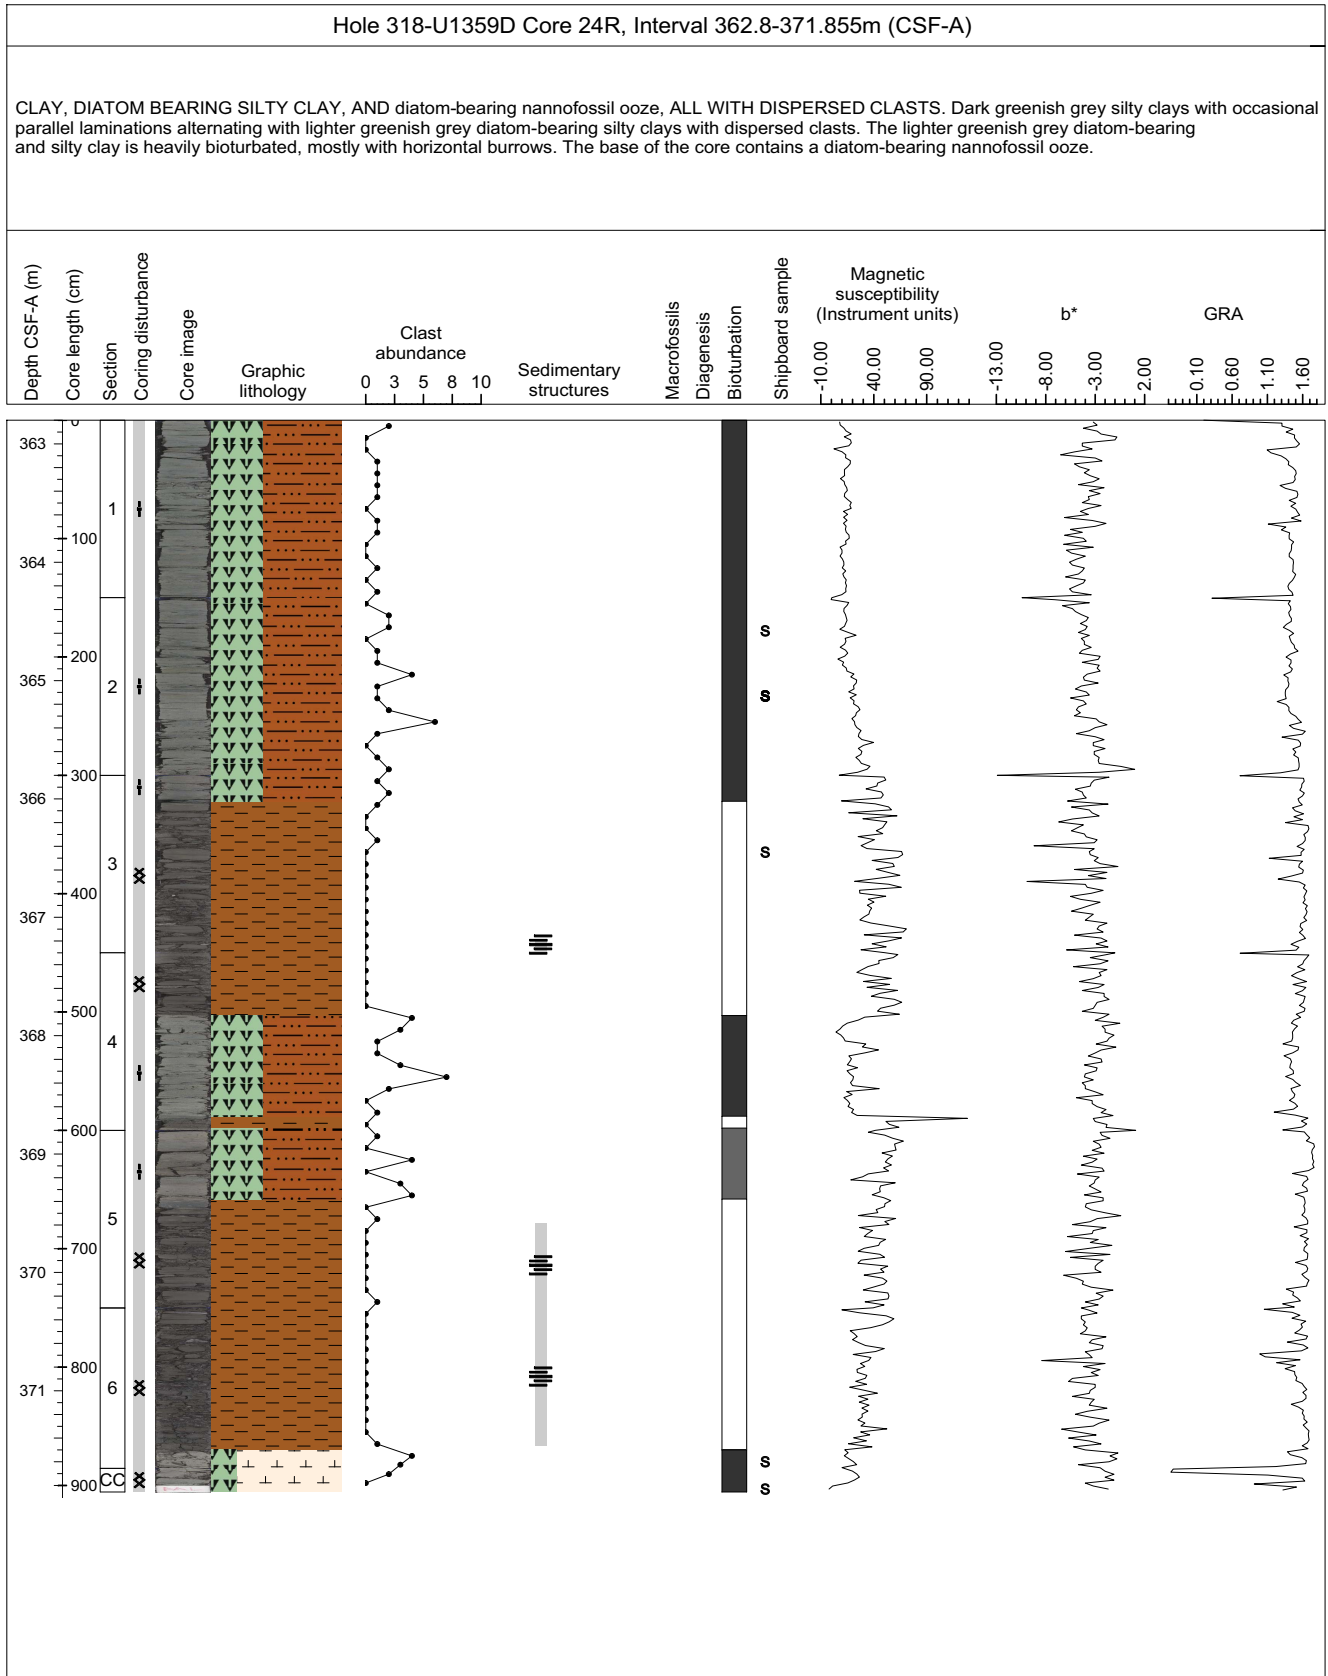 Hole 318-U1359D Core 24R, Interval 362.8-371.855m (CSF-A)
CLAY, DIATOM BEARING SILTY CLAY, AND diatom-bearing nannofossil ooze, ALL WITH DISPERSED CLASTS. Dark greenish grey silty clays with occasional
parallel laminations alternating with lighter greenish grey diatom-bearing silty clays with dispersed clasts. The lighter greenish grey diatom-bearing
and silty clay is heavily bioturbated, mostly with horizontal burrows. The base of the core contains a diatom-bearing nannofossil ooze.
Depth CSF-A (m)
Core length (cm)
Section
Coring disturbance
Core image
Graphic
lithology
Clast
abundance
0 3 5 8 10
Sedimentary
structures
Macrofossils
Diagenesis
Bioturbation
Shipboard sample
Magnetic
susceptibility
(Instrument units)
-10.00 40.00 90.00
b*
-13.00 -8.00 -3.00 2.00
GRA
0.10 0.60 1.10 1.60
0
363
1
100
364
S
200
365
2
S
300
366
S
3
400
367
500
368
4
600
369
5
700
370
800
371
6
S
CC
900
S